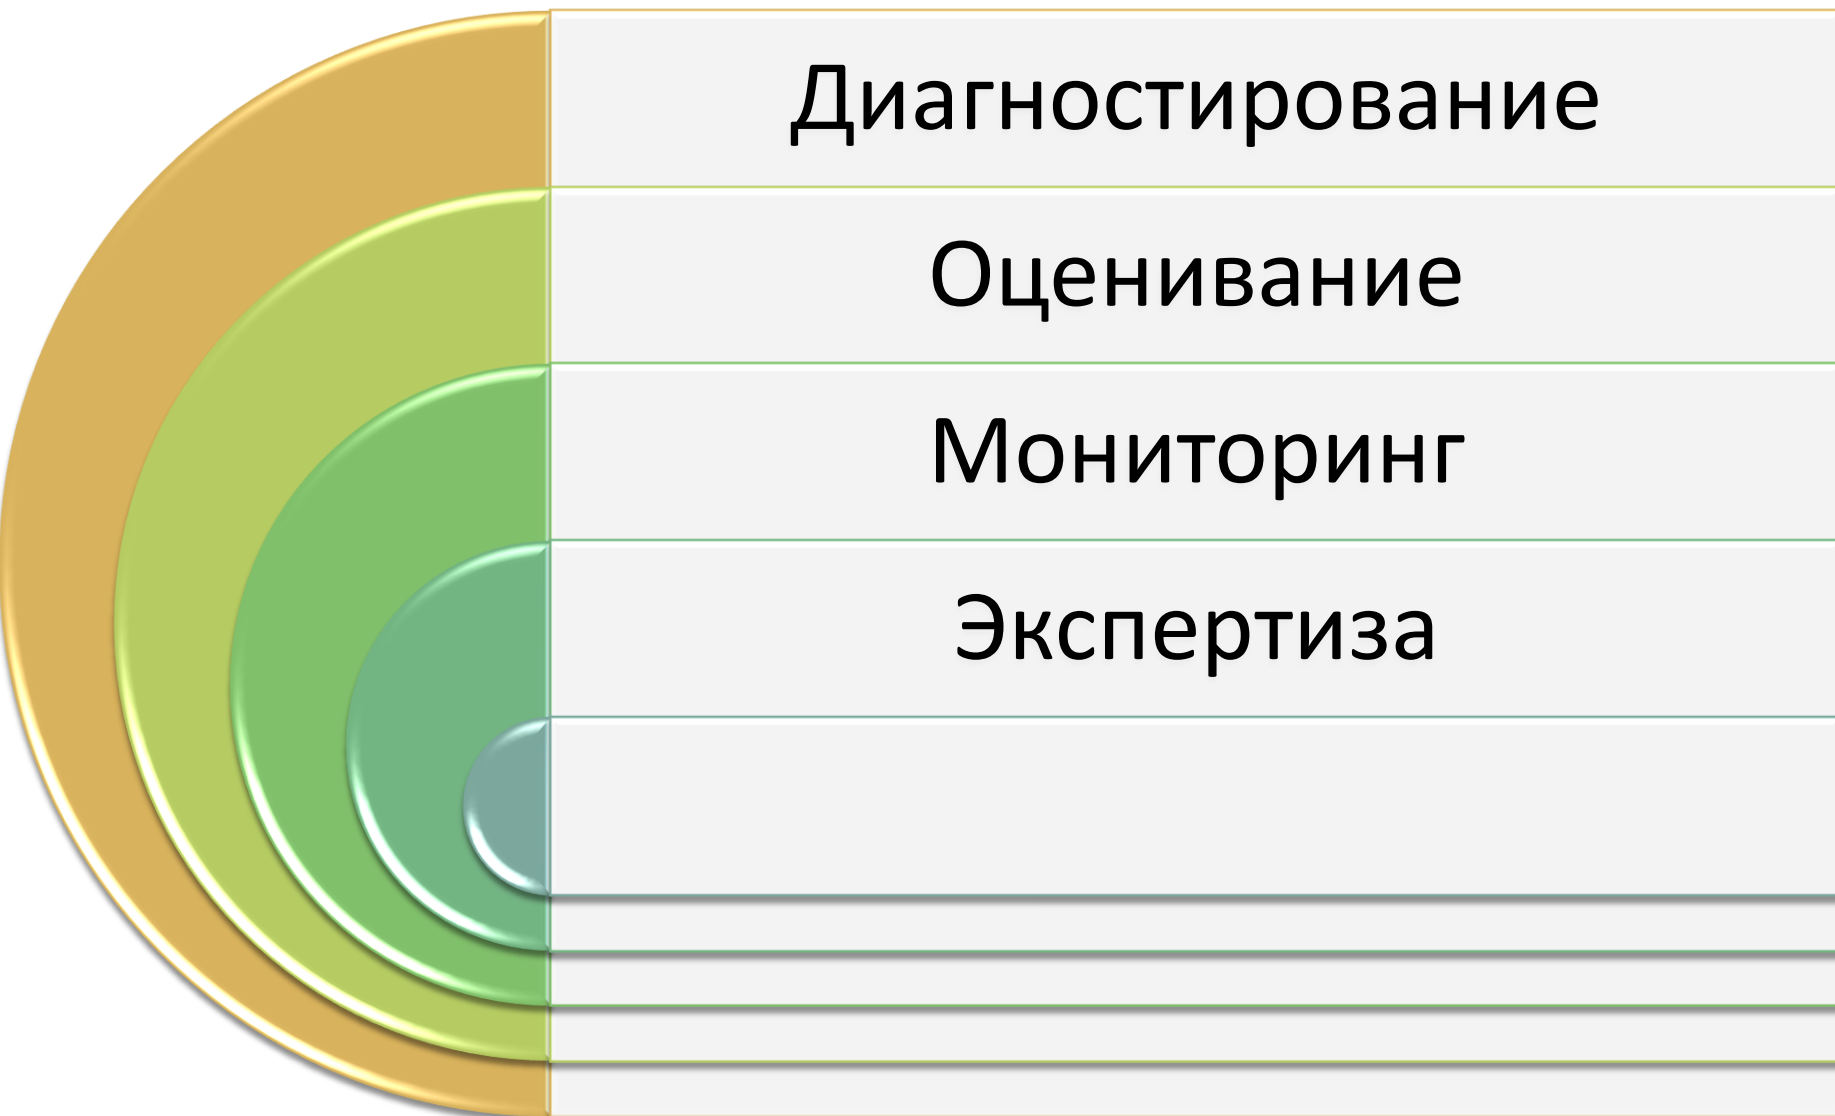 Диагностирование
Оценивание
Мониторинг
Экспертиза